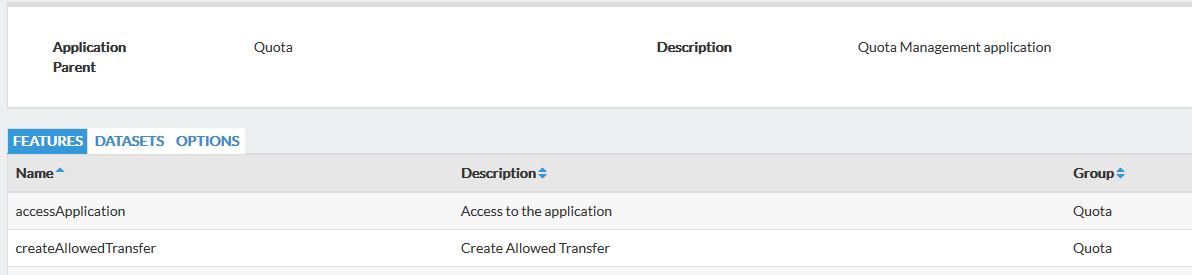 Application Quota Description Quota Management application
Parent
FEATURES DATASETS OPTIONS
Name Description Group
accessApplication Access to the application Quota
createAllowedTransfer Create Allowed Transfer Quota